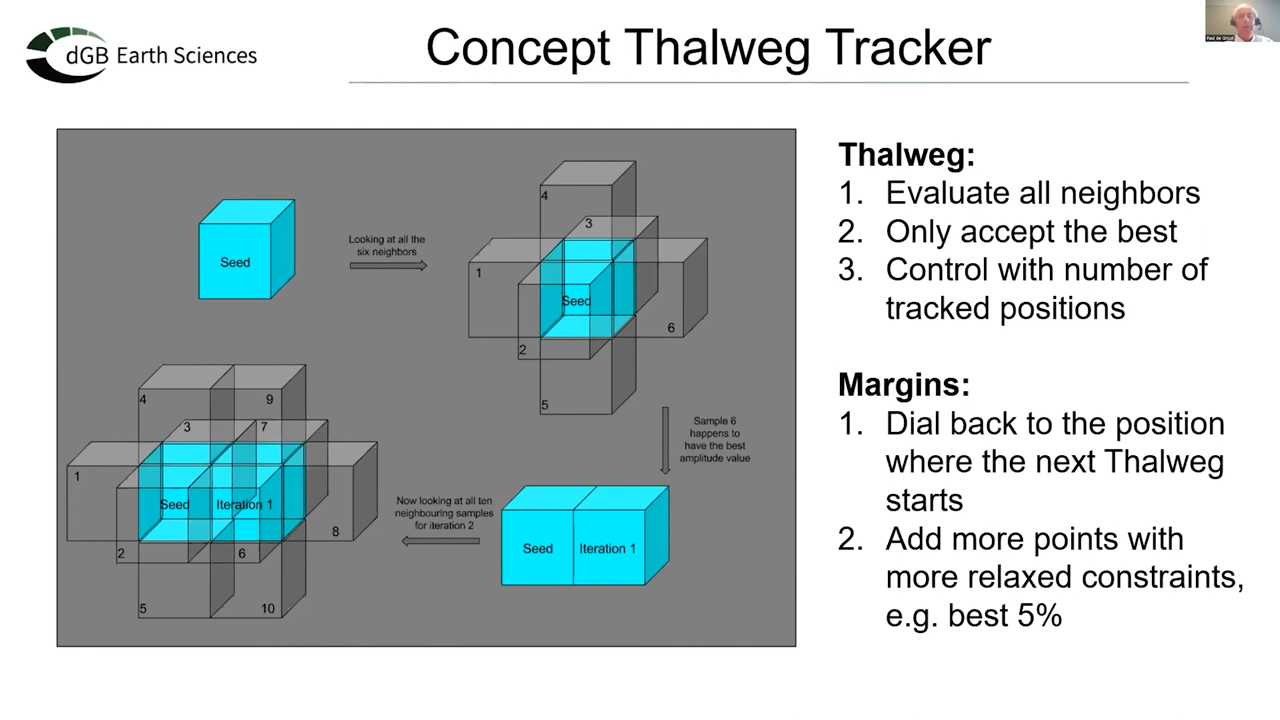 dGB Earth Sciences
Concept Thalweg Tracker
Paul de Groot
Seed
Looking at all the
six neighbors
4
3
1
Seed
6
2
5
Sample 6
happens to
have the best
amplitude value
Seed
Iteration 1
Now looking at all ten
neighbouring samples
for iteration 2
4
9
3
7
1
Seed
Iteration 1
8
2
6
5
10
Thalweg:
1. Evaluate all neighbors
2. Only accept the best
3. Control with number of
tracked positions
Margins:
1. Dial back to the position
where the next Thalweg
starts
2. Add more points with
more relaxed constraints,
e.g. best 5%